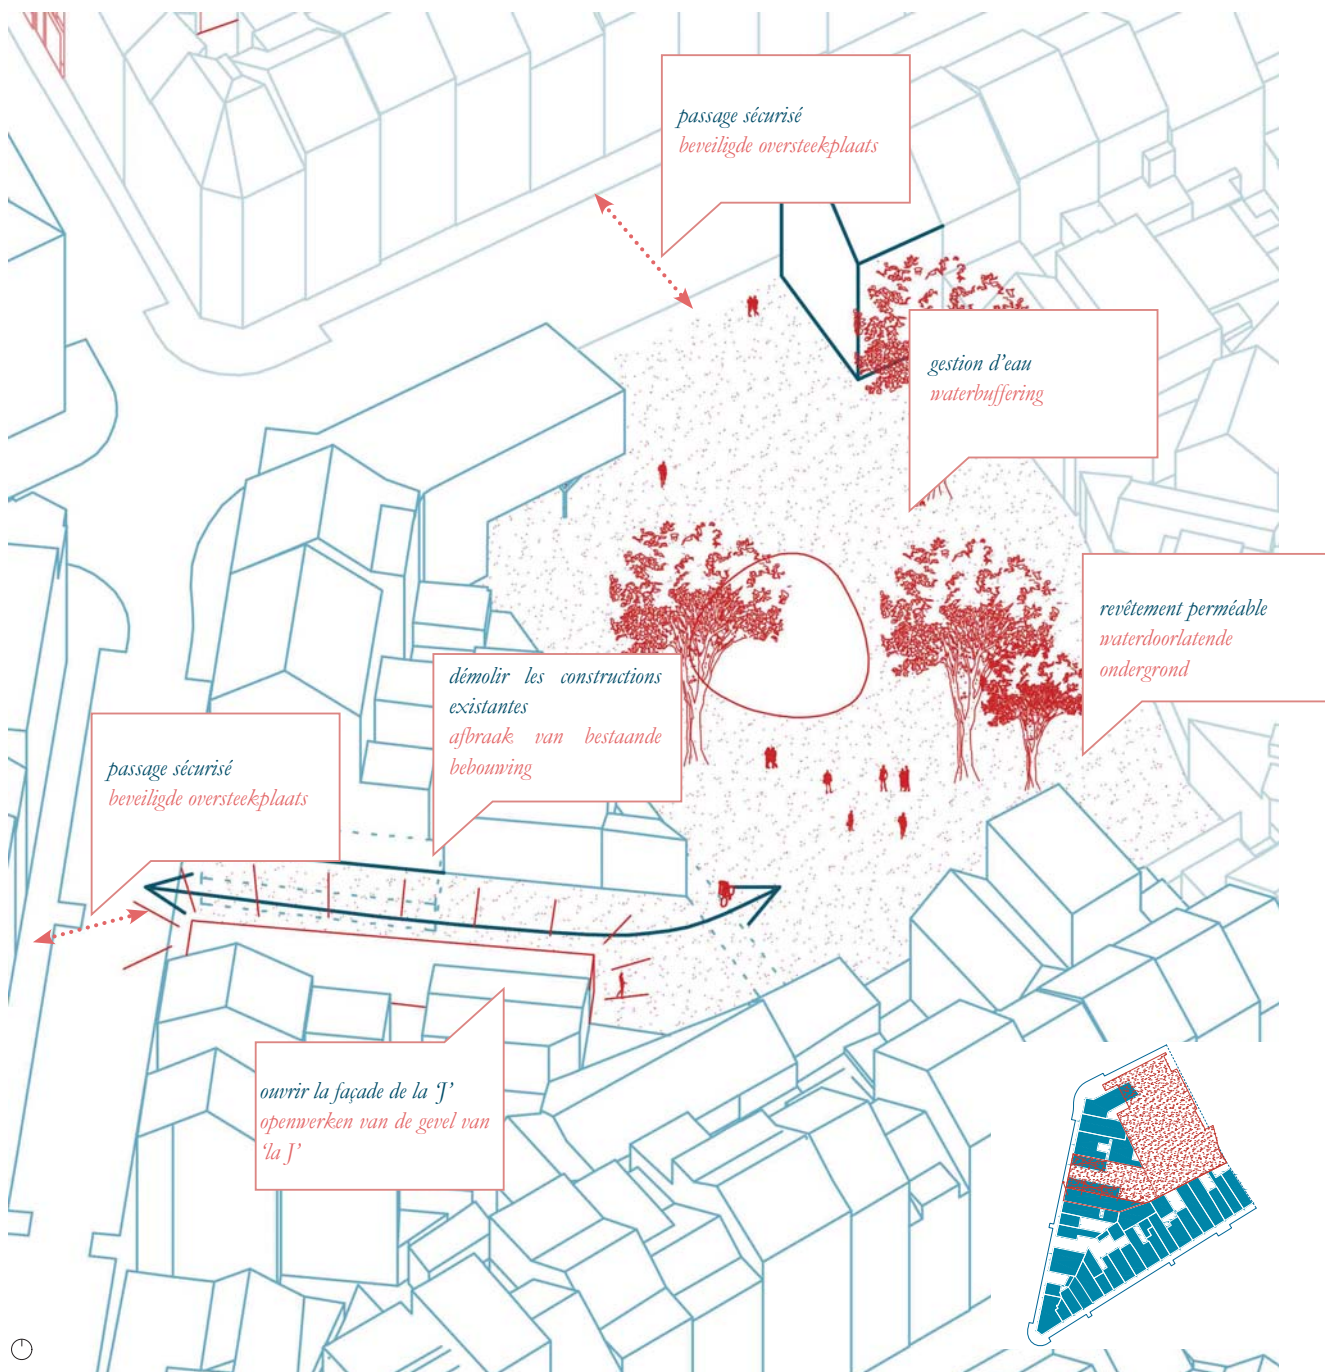 passage sécurisé
beveiligde oversteekplaats
gestion d'eau
waterbuffering
revêtement perméable
waterdoorlatende
ondergrond
démolir les constructions
existantes
afbraak van bestaande
bebouwing
passage sécurisé
beveiligde oversteekplaats
ouvrir la façade de la 'J'
openwerken van de gevel van
'la J'